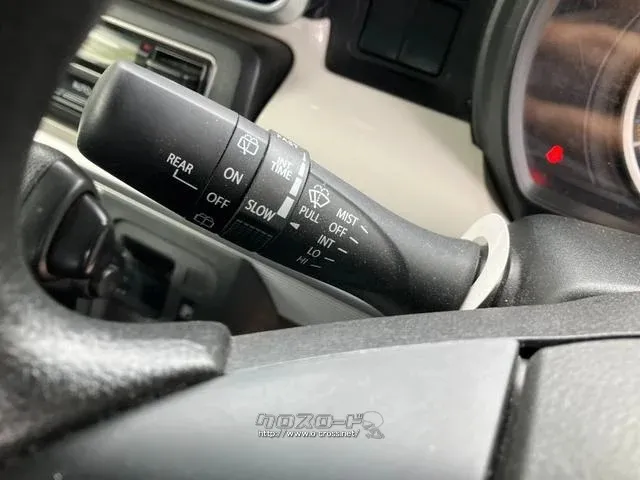 AUTO
REAR
ON
OFF
INT
TIME
SLOW
PULL
MIST
OFF
INT
LO
HI
クロスロード
http://www.o-cross.net/